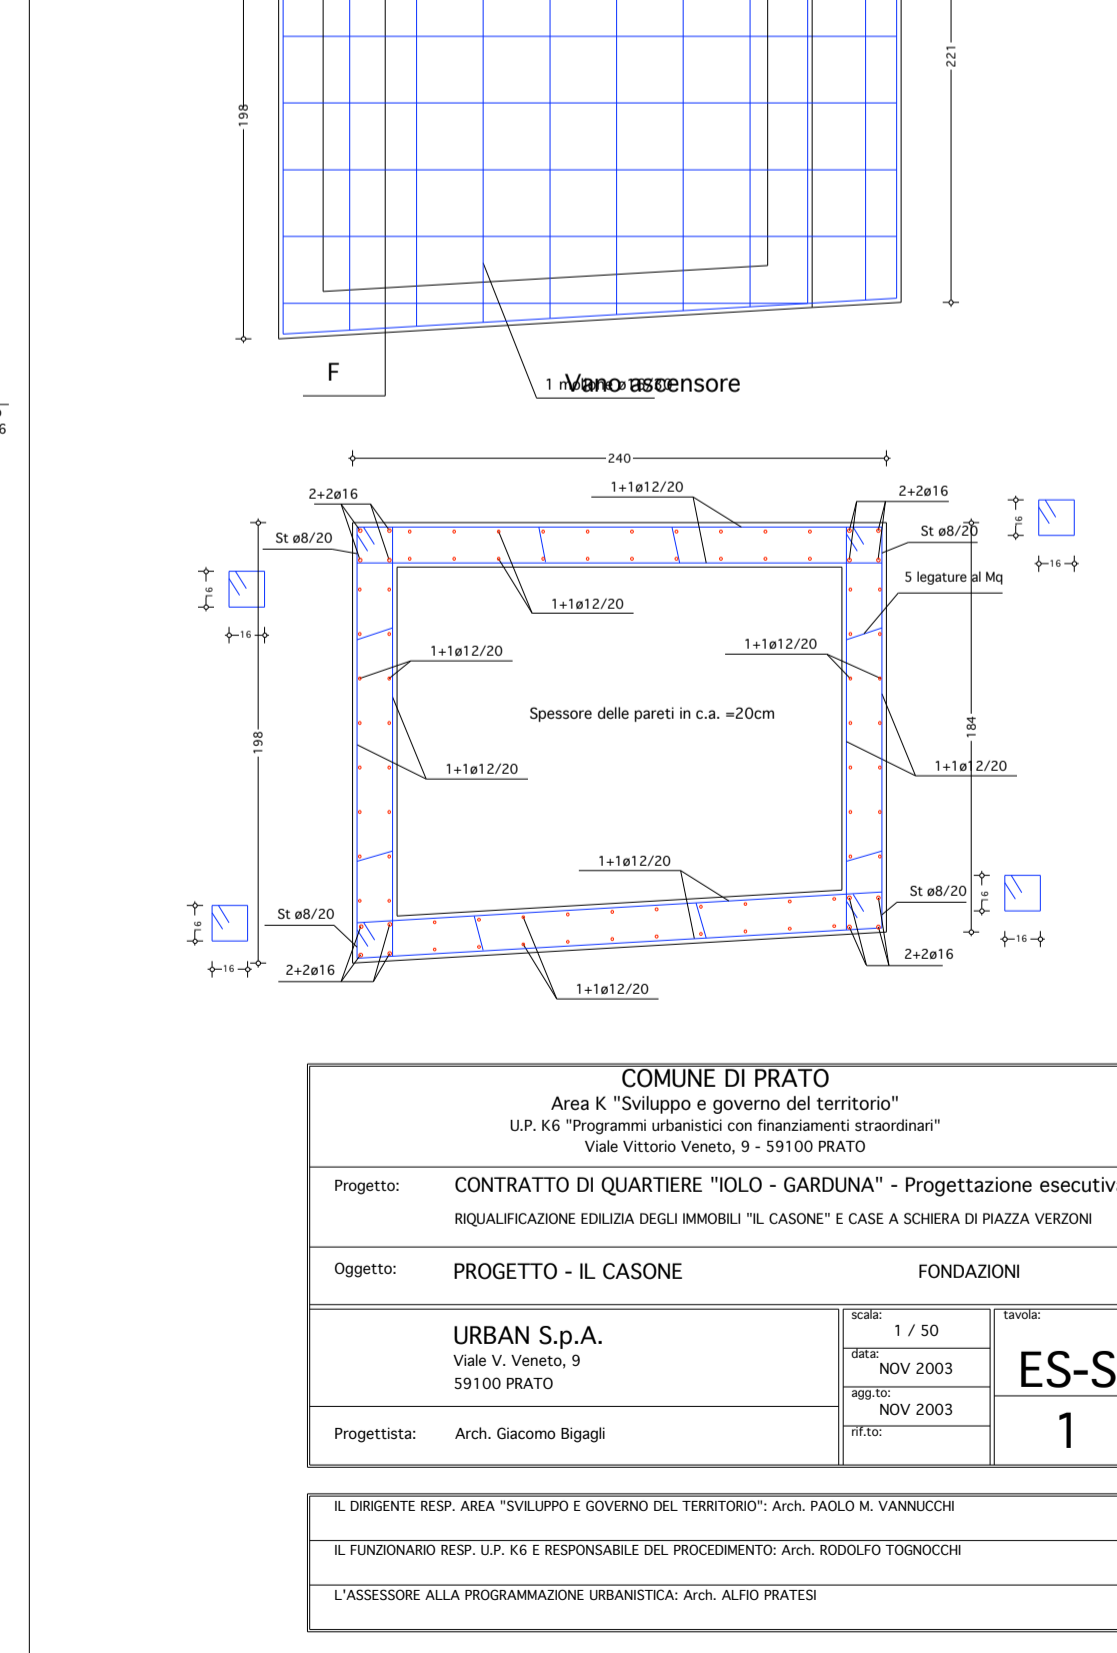 221
198
F
Vano ascensore
6
240
2+2ø16
1+1ø12/20
2+2ø16
16
St ø8/20
St ø8/20
16
5 legature al Mq
16
1+1ø12/20
16
1+1ø12/20
1+1ø12/20
Spessore delle pareti in c.a. =20cm
198
184
1+1ø12/20
1+1ø12/20
1+1ø12/20
St ø8/20
16
St ø8/20
16
16
2+2ø16
2+2ø16
16
1+1ø12/20
COMUNE DI PRATO
Area K "Sviluppo e governo del territorio"
U.P. K6 "Programmi urbanistici con finanziamenti straordinari"
Viale Vittorio Veneto, 9 - 59100 PRATO
Progetto: CONTRATTO DI QUARTIERE "IOLO - GARDUNA" - Progettazione esecutiva
RIQUALIFICAZIONE EDILIZIA DEGLI IMMOBILI "IL CASONE" E CASE A SCHIERA DI PIAZZA VERZONI
Oggetto: PROGETTO - IL CASONE FONDAZIONI
URBAN S.p.A.
Viale V. Veneto, 9
59100 PRATO
scala:
1 / 50
data:
NOV 2003
agg.to:
NOV 2003
rif.to:
tavola:
ES-S
1
Progettista: Arch. Giacomo Bigagli
IL DIRIGENTE RESP. AREA "SVILUPPO E GOVERNO DEL TERRITORIO": Arch. PAOLO M. VANNUCCHI
IL FUNZIONARIO RESP. U.P. K6 E RESPONSABILE DEL PROCEDIMENTO: Arch. RODOLFO TOGNOCCHI
L'ASSESSORE ALLA PROGRAMMAZIONE URBANISTICA: Arch. ALFIO PRATESI